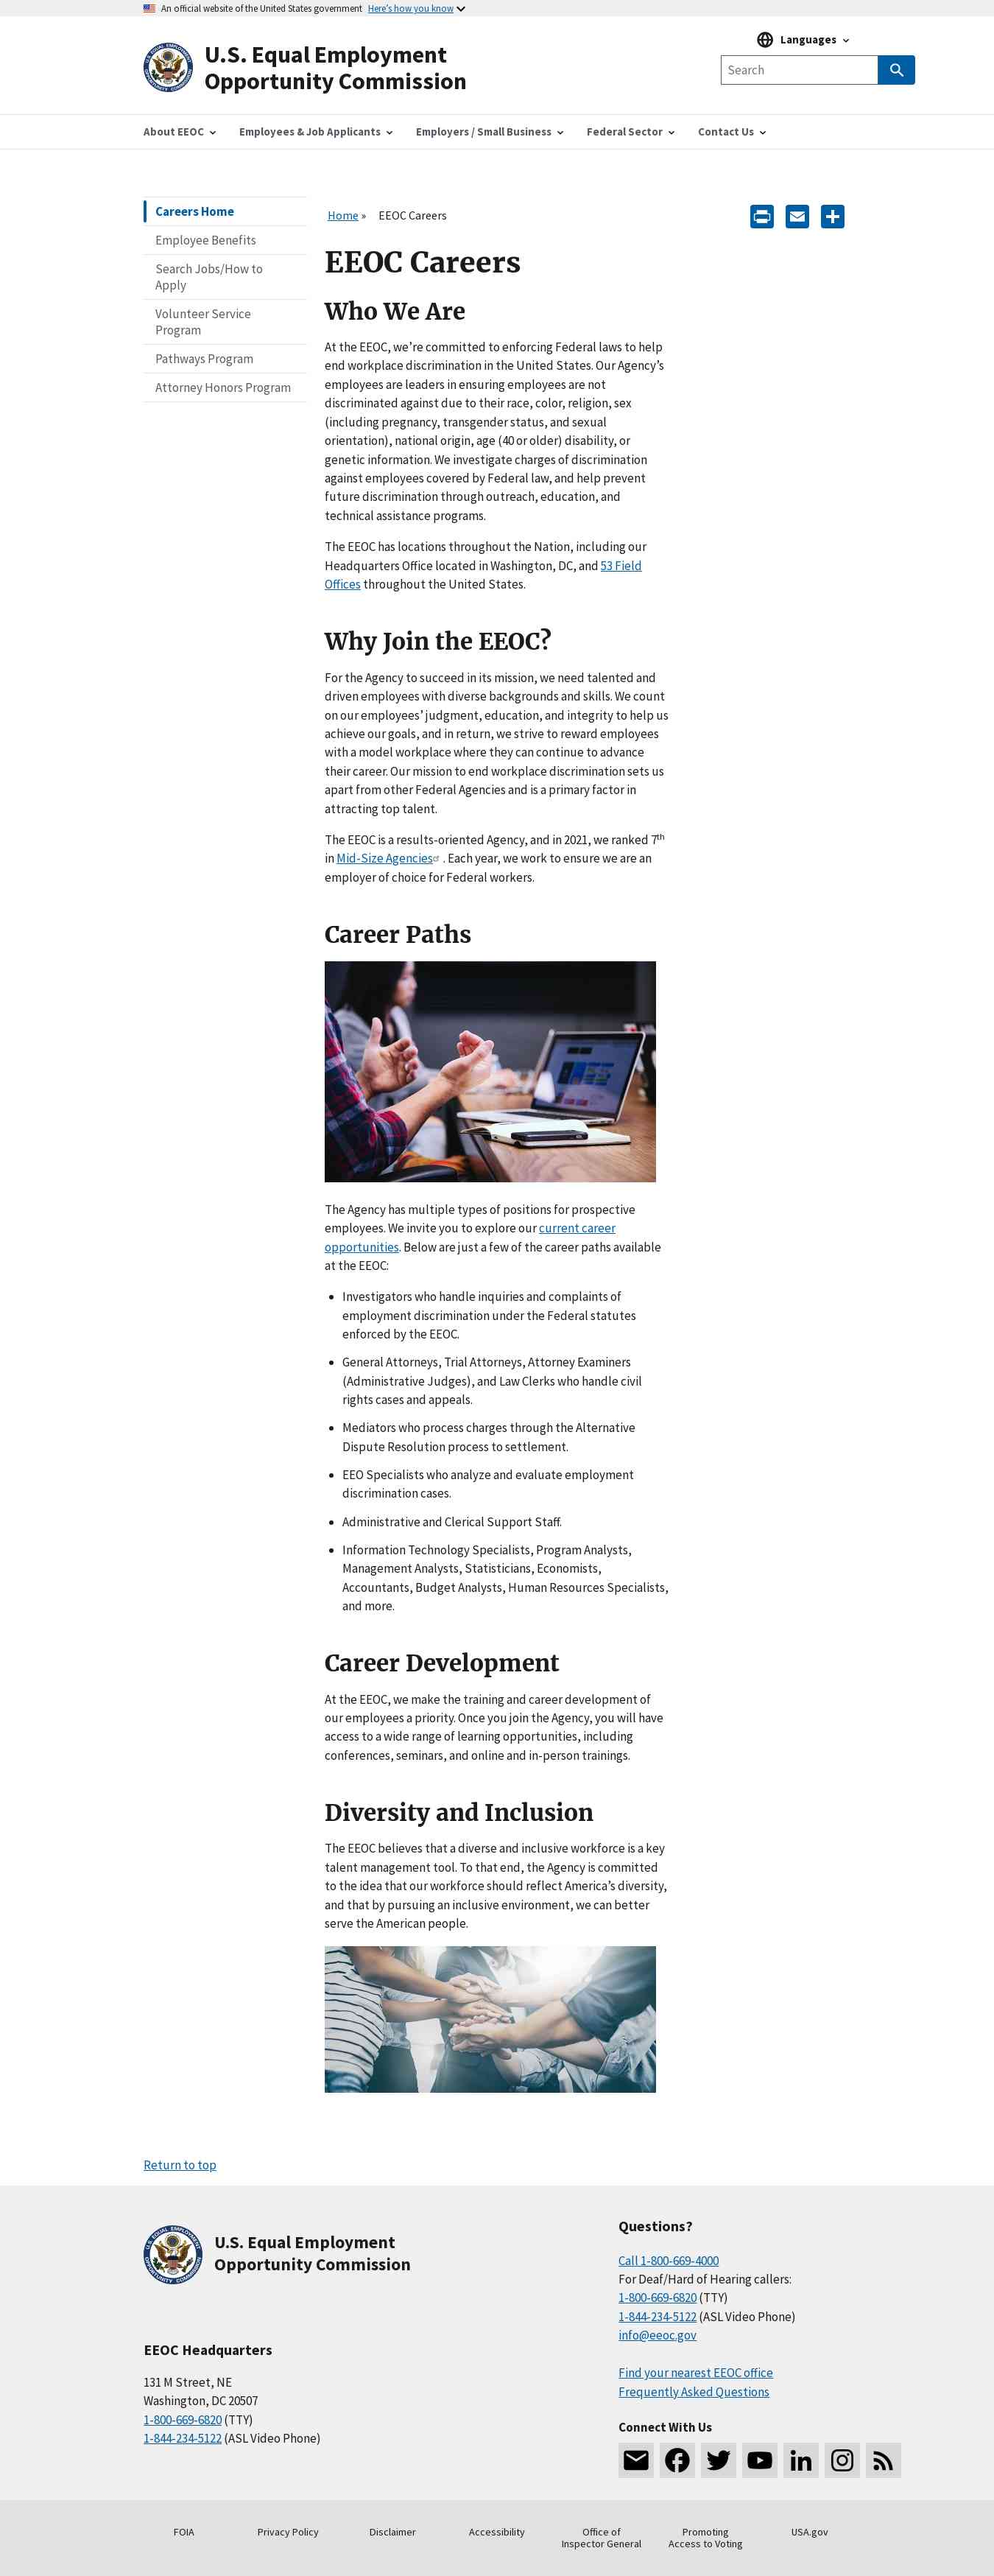 An official website of the United States government Here's how you know
U.S. Equal Employment
Opportunity Commission
Languages
Search
About EEOC
Employees & Job Applicants
Employers / Small Business
Federal Sector
Contact Us
Careers Home
Employee Benefits
Search Jobs/How to
Apply
Volunteer Service
Program
Pathways Program
Attorney Honors Program
Home » EEOC Careers
EEOC Careers
Who We Are
At the EEOC, we’re committed to enforcing Federal laws to help
end workplace discrimination in the United States. Our Agency’s
employees are leaders in ensuring employees are not
discriminated against due to their race, color, religion, sex
(including pregnancy, transgender status, and sexual
orientation), national origin, age (40 or older) disability, or
genetic information. We investigate charges of discrimination
against employees covered by Federal law, and help prevent
future discrimination through outreach, education, and
technical assistance programs.
The EEOC has locations throughout the Nation, including our
Headquarters Office located in Washington, DC, and 53 Field
Offices throughout the United States.
Why Join the EEOC?
For the Agency to succeed in its mission, we need talented and
driven employees with diverse backgrounds and skills. We count
on our employees’ judgment, education, and integrity to help us
achieve our goals, and in return, we strive to reward employees
with a model workplace where they can continue to advance
their career. Our mission to end workplace discrimination sets us
apart from other Federal Agencies and is a primary factor in
attracting top talent.
The EEOC is a results-oriented Agency, and in 2021, we ranked 7th
in Mid-Size Agencies . Each year, we work to ensure we are an
employer of choice for Federal workers.
Career Paths
The Agency has multiple types of positions for prospective
employees. We invite you to explore our current career
opportunities. Below are just a few of the career paths available
at the EEOC:
• Investigators who handle inquiries and complaints of
employment discrimination under the Federal statutes
enforced by the EEOC.
• General Attorneys, Trial Attorneys, Attorney Examiners
(Administrative Judges), and Law Clerks who handle civil
rights cases and appeals.
• Mediators who process charges through the Alternative
Dispute Resolution process to settlement.
• EEO Specialists who analyze and evaluate employment
discrimination cases.
• Administrative and Clerical Support Staff.
• Information Technology Specialists, Program Analysts,
Management Analysts, Statisticians, Economists,
Accountants, Budget Analysts, Human Resources Specialists,
and more.
Career Development
At the EEOC, we make the training and career development of
our employees a priority. Once you join the Agency, you will have
access to a wide range of learning opportunities, including
conferences, seminars, and online and in-person trainings.
Diversity and Inclusion
The EEOC believes that a diverse and inclusive workforce is a key
talent management tool. To that end, the Agency is committed
to the idea that our workforce should reflect America’s diversity,
and that by pursuing an inclusive environment, we can better
serve the American people.
Return to top
U.S. Equal Employment
Opportunity Commission
EEOC Headquarters
131 M Street, NE
Washington, DC 20507
1-800-669-6820 (TTY)
1-844-234-5122 (ASL Video Phone)
Questions?
Call 1-800-669-4000
For Deaf/Hard of Hearing callers:
1-800-669-6820 (TTY)
1-844-234-5122 (ASL Video Phone)
info@eeoc.gov
Find your nearest EEOC office
Frequently Asked Questions
Connect With Us
FOIA
Privacy Policy
Disclaimer
Accessibility
Office of
Inspector General
Promoting
Access to Voting
USA.gov